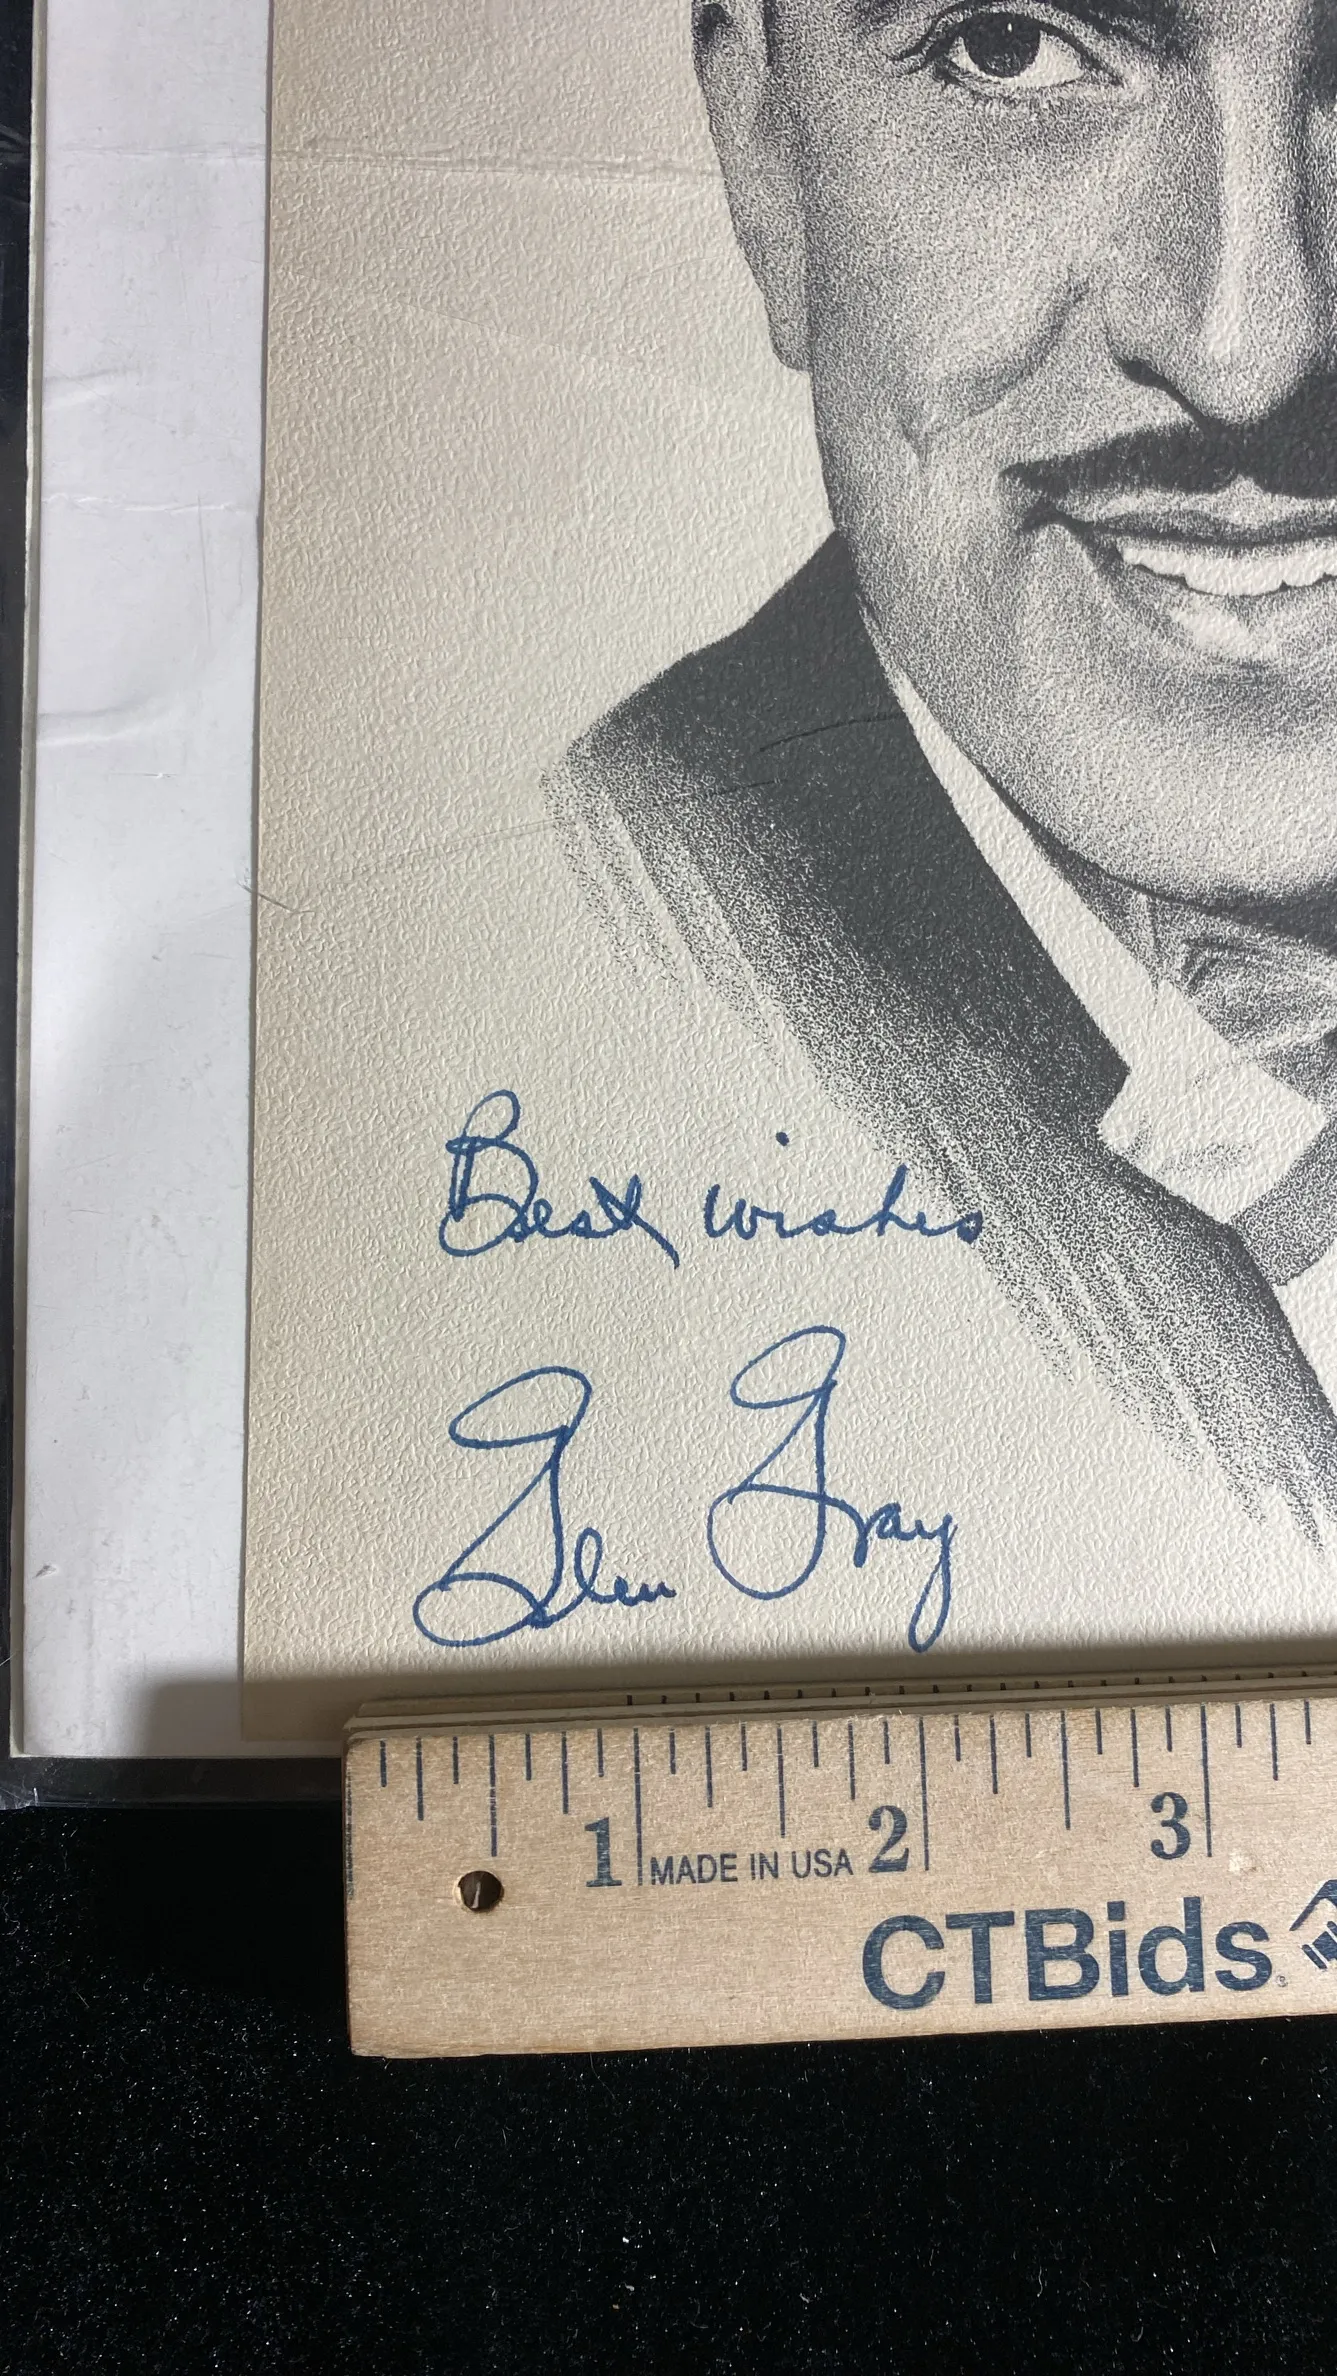 Best wishes
Glen Gray
1 MADE IN USA 2 3
CTBids